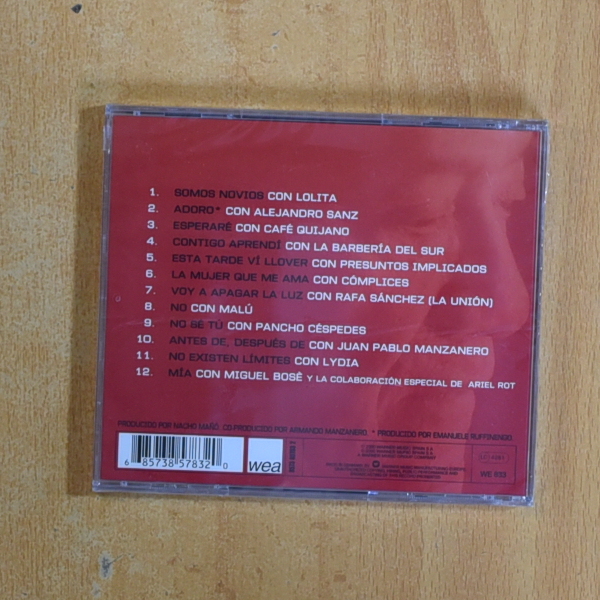 1. SOMOS NOVIOS CON LOLITA
2. ADORO* CON ALEJANDRO SANZ
3. ESPERARÉ CON CAFÉ QUIJANO
4. CONTIGO APRENDÍ CON LA BARBERÍA DEL SUR
5. ESTA TARDE VÍ LLOVER CON PRESUNTOS IMPLICADOS
6. LA MUJER QUE ME AMA CON CÓMPLICES
7. VOY A APAGAR LA LUZ CON RAFA SÁNCHEZ (LA UNIÓN)
8. NO CON MALÚ
9. NO SÉ TÚ CON PANCHO CÉSPEDES
10. ANTES DE, DESPUÉS DE CON JUAN PABLO MANZANERO
11. NO EXISTEN LÍMITES CON LYDIA
12. MÍA CON MIGUEL BOSÉ Y LA COLABORACIÓN ESPECIAL DE ARIEL ROT
PRODUCIDO POR NACHO MAÑÓ. CO-PRODUCIDO POR ARMANDO MANZANERO. * PRODUCIDO POR EMANUELE RUFFINENGO.
6 85738 57832 0
wea
WE 833